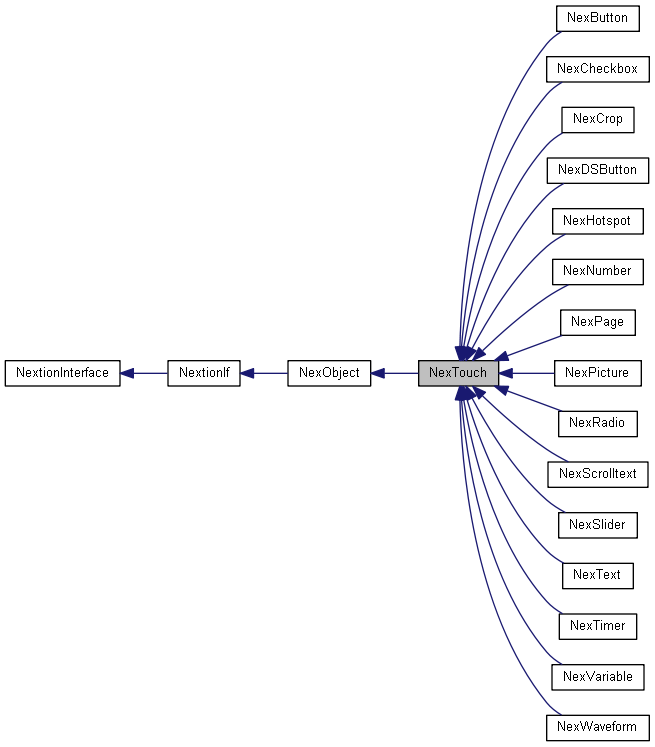 NexButton
NexCheckbox
NexCrop
NexDSButton
NexHotspot
NexNumber
NexPage
NextionInterface
NextionIf
NexObject
NexTouch
NexPicture
NexRadio
NexScrolltext
NexSlider
NexText
NexTimer
NexVariable
NexWaveform